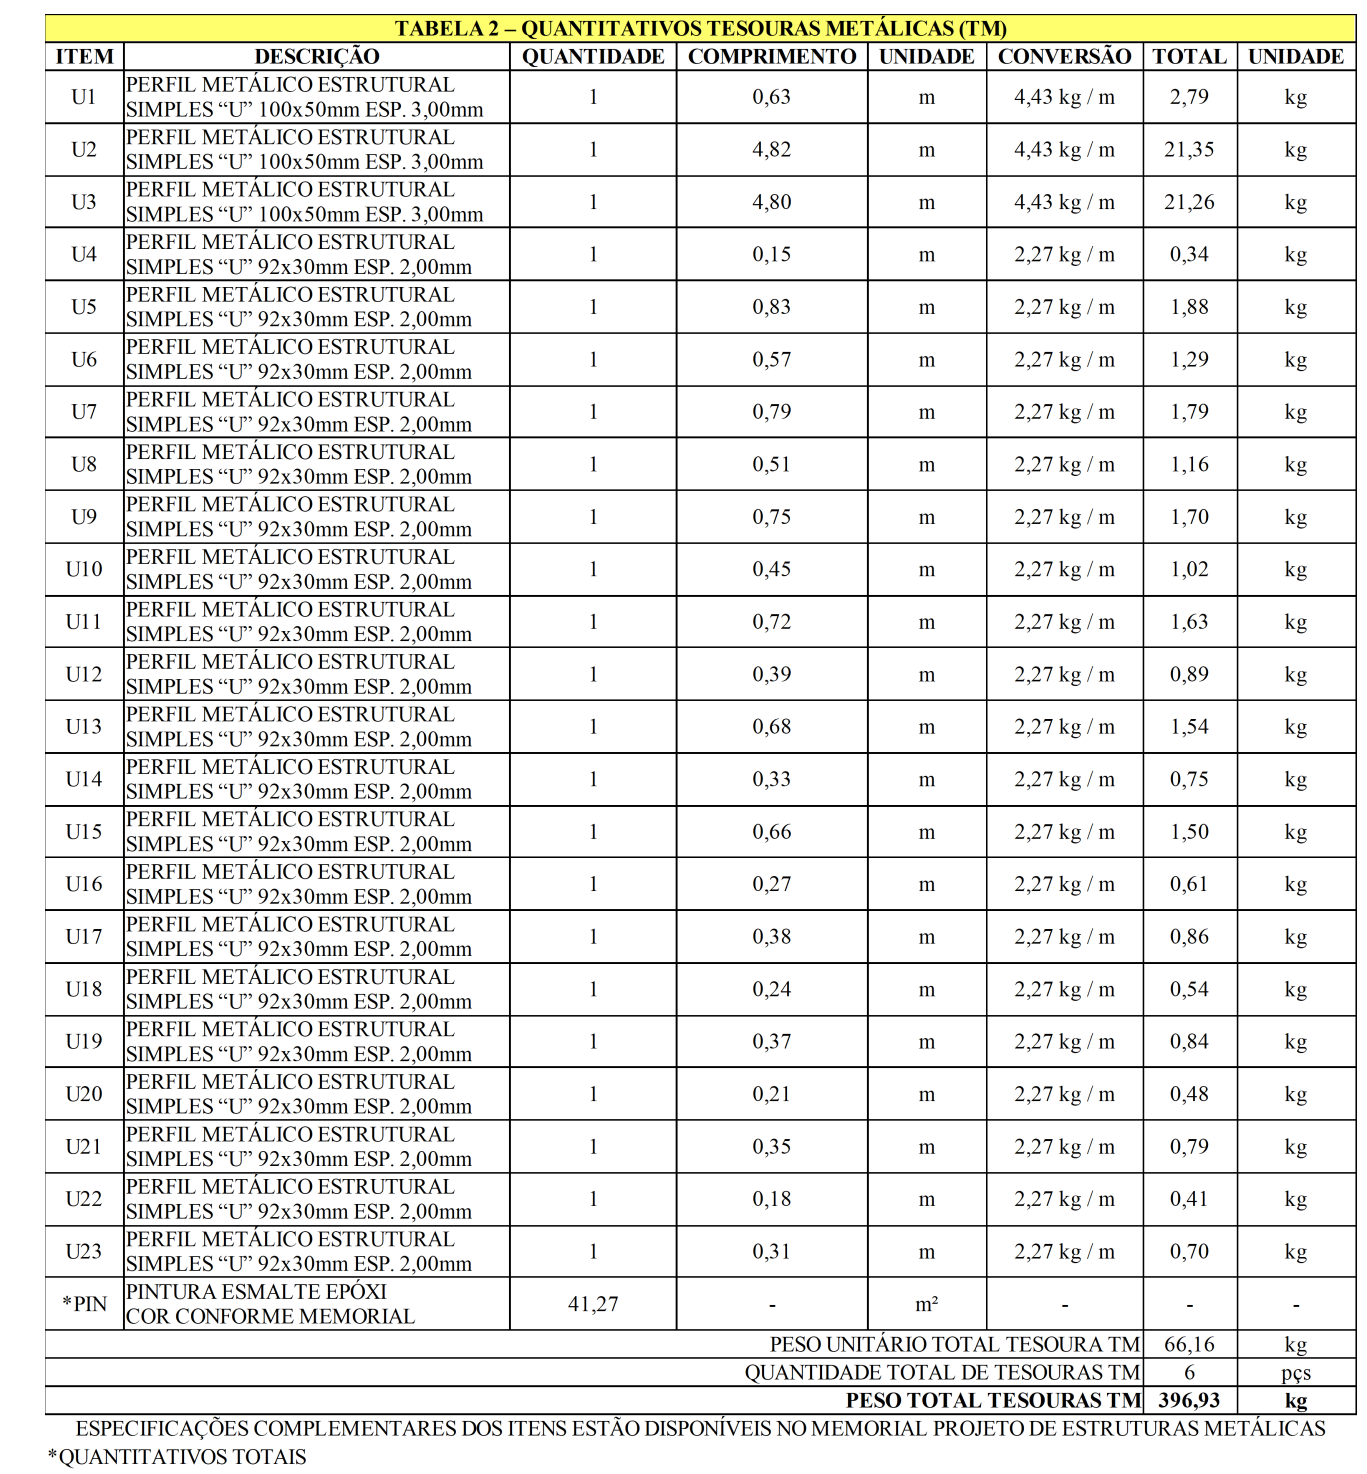 TABELA 2 – QUANTITATIVOS TESOURAS METÁLICAS (TM)
ITEM DESCRIÇÃO QUANTIDADE COMPRIMENTO UNIDADE CONVERSÃO TOTAL UNIDADE
U1 PERFIL METÁLICO ESTRUTURAL
SIMPLES “U” 100x50mm ESP. 3,00mm 1 0,63 m 4,43 kg / m 2,79 kg
U2 PERFIL METÁLICO ESTRUTURAL
SIMPLES “U” 100x50mm ESP. 3,00mm 1 4,82 m 4,43 kg / m 21,35 kg
U3 PERFIL METÁLICO ESTRUTURAL
SIMPLES “U” 100x50mm ESP. 3,00mm 1 4,80 m 4,43 kg / m 21,26 kg
U4 PERFIL METÁLICO ESTRUTURAL
SIMPLES “U” 92x30mm ESP. 2,00mm 1 0,15 m 2,27 kg / m 0,34 kg
U5 PERFIL METÁLICO ESTRUTURAL
SIMPLES “U” 92x30mm ESP. 2,00mm 1 0,83 m 2,27 kg / m 1,88 kg
U6 PERFIL METÁLICO ESTRUTURAL
SIMPLES “U” 92x30mm ESP. 2,00mm 1 0,57 m 2,27 kg / m 1,29 kg
U7 PERFIL METÁLICO ESTRUTURAL
SIMPLES “U” 92x30mm ESP. 2,00mm 1 0,79 m 2,27 kg / m 1,79 kg
U8 PERFIL METÁLICO ESTRUTURAL
SIMPLES “U” 92x30mm ESP. 2,00mm 1 0,51 m 2,27 kg / m 1,16 kg
U9 PERFIL METÁLICO ESTRUTURAL
SIMPLES “U” 92x30mm ESP. 2,00mm 1 0,75 m 2,27 kg / m 1,70 kg
U10 PERFIL METÁLICO ESTRUTURAL
SIMPLES “U” 92x30mm ESP. 2,00mm 1 0,45 m 2,27 kg / m 1,02 kg
U11 PERFIL METÁLICO ESTRUTURAL
SIMPLES “U” 92x30mm ESP. 2,00mm 1 0,72 m 2,27 kg / m 1,63 kg
U12 PERFIL METÁLICO ESTRUTURAL
SIMPLES “U” 92x30mm ESP. 2,00mm 1 0,39 m 2,27 kg / m 0,89 kg
U13 PERFIL METÁLICO ESTRUTURAL
SIMPLES “U” 92x30mm ESP. 2,00mm 1 0,68 m 2,27 kg / m 1,54 kg
U14 PERFIL METÁLICO ESTRUTURAL
SIMPLES “U” 92x30mm ESP. 2,00mm 1 0,33 m 2,27 kg / m 0,75 kg
U15 PERFIL METÁLICO ESTRUTURAL
SIMPLES “U” 92x30mm ESP. 2,00mm 1 0,66 m 2,27 kg / m 1,50 kg
U16 PERFIL METÁLICO ESTRUTURAL
SIMPLES “U” 92x30mm ESP. 2,00mm 1 0,27 m 2,27 kg / m 0,61 kg
U17 PERFIL METÁLICO ESTRUTURAL
SIMPLES “U” 92x30mm ESP. 2,00mm 1 0,38 m 2,27 kg / m 0,86 kg
U18 PERFIL METÁLICO ESTRUTURAL
SIMPLES “U” 92x30mm ESP. 2,00mm 1 0,24 m 2,27 kg / m 0,54 kg
U19 PERFIL METÁLICO ESTRUTURAL
SIMPLES “U” 92x30mm ESP. 2,00mm 1 0,37 m 2,27 kg / m 0,84 kg
U20 PERFIL METÁLICO ESTRUTURAL
SIMPLES “U” 92x30mm ESP. 2,00mm 1 0,21 m 2,27 kg / m 0,48 kg
U21 PERFIL METÁLICO ESTRUTURAL
SIMPLES “U” 92x30mm ESP. 2,00mm 1 0,35 m 2,27 kg / m 0,79 kg
U22 PERFIL METÁLICO ESTRUTURAL
SIMPLES “U” 92x30mm ESP. 2,00mm 1 0,18 m 2,27 kg / m 0,41 kg
U23 PERFIL METÁLICO ESTRUTURAL
SIMPLES “U” 92x30mm ESP. 2,00mm 1 0,31 m 2,27 kg / m 0,70 kg
*PIN PINTURA ESMALTE EPÓXI
COR CONFORME MEMORIAL 41,27 - m² - - -
PESO UNITÁRIO TOTAL TESOURA TM 66,16 kg
QUANTIDADE TOTAL DE TESOURAS TM 6 pçs
PESO TOTAL TESOURAS TM 396,93 kg
ESPECIFICAÇÕES COMPLEMENTARES DOS ITENS ESTÃO DISPONÍVEIS NO MEMORIAL PROJETO DE ESTRUTURAS METÁLICAS
*QUANTITATIVOS TOTAIS